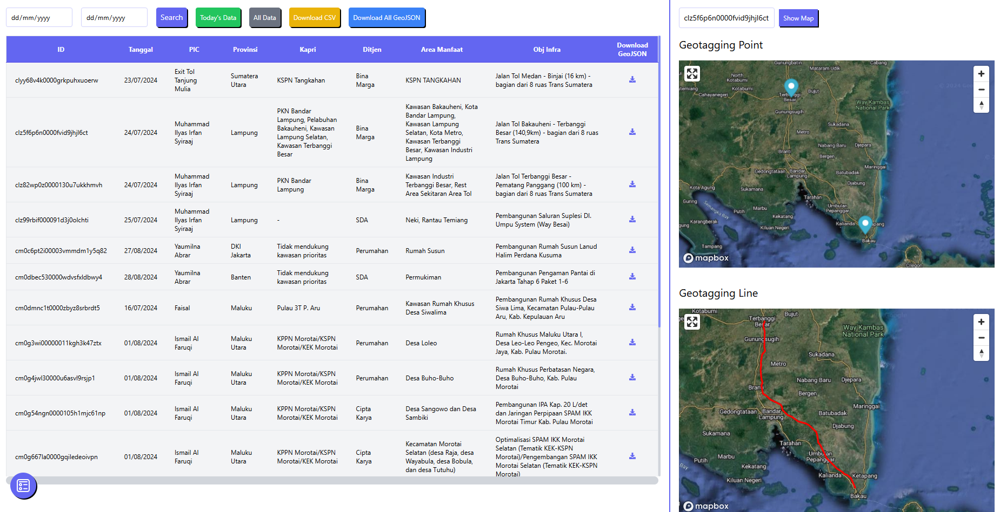 dd/mm/yyyy dd/mm/yyyy Search Today's Data All Data Download CSV Download All GeoJSON
ID Tanggal PIC Provinsi Kapri Ditjen Area Manfaat Obj Infra Download
GeoJSON
clyy68v4k0000grkpuhxuoerw 23/07/2024
Exit Tol
Tanjung
Mulia
Sumatera
Utara
KSPN Tangkahan
Bina
Marga
KSPN TANGKAHAN
Jalan Tol Medan - Binjai (16 km) -
bagian dari 8 ruas Trans Sumatera
clz5f6p6n0000fvid9jhjl6ct 24/07/2024
Muhammad
Ilyas Irfan
Syiraaj
Lampung
PKN Bandar
Lampung, Pelabuhan
Bakauheni, Kawasan
Lampung Selatan,
Kawasan Terbanggi
Besar
Bina
Marga
Kawasan Bakauheni, Kota
Bandar Lampung,
Kawasan Lampung
Selatan, Kota Metro,
Kawasan Terbanggi
Besar, Kawasan Industri
Lampung
Jalan Tol Bakauheni - Terbanggi
Besar (140,9km) - bagian dari 8 ruas
Trans Sumatera
clz82wp0z0000130u7ukkhmvh 24/07/2024
Muhammad
Ilyas Irfan
Syiraaj
Lampung
PKN Bandar
Lampung
Bina
Marga
Kawasan Industri
Terbanggi Besar, Rest
Area Sekitaran Area Tol
Jalan Tol Terbanggi Besar -
Pematang Panggang (100 km) -
bagian dari 8 ruas Trans Sumatera
clz99rbif000091d3j0olchti 25/07/2024
Muhammad
Ilyas Irfan
Syiraaj
Lampung
-
SDA
Neki, Rantau Temiang
Pembangunan Saluran Suplesi DI.
Umpu System (Way Besai)
cm0c6pt2i00003vmmdm1y5q82 27/08/2024
Yaumilna
Abrar
DKI
Jakarta
Tidak mendukung
kawasan prioritas
Perumahan
Rumah Susun
Pembangunan Rumah Susun Lanud
Halim Perdana Kusuma
cm0dbec530000wdvsfxldbwy4 28/08/2024
Yaumilna
Abrar
Banten
Tidak mendukung
kawasan prioritas
SDA
Permukiman
Pembangunan Pengaman Pantai di
Jakarta Tahap 6 Paket 1-6
cm0dmnc1t0000zbyz8srbrdt5 16/07/2024
Faisal
Maluku
Pulau 3T P. Aru
Perumahan
Kawasan Rumah Khusus
Desa Siwalima
Pembangunan Rumah Khusus Desa
Siwa Lima, Kecamatan Pulau-Pulau
Aru, Kab. Kepulauan Aru
cm0g3wi00000011kgh3k47ztx 01/08/2024
Ismail Al
Faruqi
Maluku
Utara
KPPN Morotai/KSPN
Morotai/KEK Morotai
Perumahan
Desa Loleo
Rumah Khusus Maluku Utara I,
Desa Leo-Leo Pengeo, Kec. Morotai
Jaya, Kab. Pulau Morotai.
cm0g4jwl30000u6asvl9rsjp1 01/08/2024
Ismail Al
Faruqi
Maluku
Utara
KPPN Morotai/KSPN
Morotai/KEK Morotai
Perumahan
Desa Buho-Buho
Rumah Khusus Perbatasan Negara,
Desa Buho-Buho, Kab. Pulau
Morotai
cm0g54ngn0000105h1mjc61np 01/08/2024
Ismail Al
Faruqi
Maluku
Utara
KPPN Morotai/KSPN
Morotai/KEK Morotai
Cipta
Karya
Desa Sangowo dan Desa
Sambiki
Pembangunan IPA Kap. 20 L/det
dan Jaringan Perpipaan SPAM IKK
Morotai Timur Kab. Pulau Morotai
cm0g667la0000gqiledeoivpn 01/08/2024
Ismail Al
Faruqi
Maluku
Utara
KPPN Morotai/KSPN
Morotai/KEK Morotai
Cipta
Karya
Kecamatan Morotai
Selatan (desa Raja, desa
Wayabula, desa Bobula,
dan desa Tutuhu)
Optimalisasi SPAM IKK Morotai
Selatan (Tematik KEK-KSPN
Morotai)/Pengembangan SPAM IKK
Morotai Selatan (Tematik KEK-KSPN
Morotai)
clz5f6p6n0000fvid9jhjl6ct Show Map
Geotagging Point
Gunungbatin
Cabang
Mataram Udik
North
Kotabumi
Kotabumi
Cahayanegeri
Terbanggi
Besar
Bujut
Way Kambas
National Park
Gunungsugih
Sukadana
Metro
Nabang Baru
Djepara
Branti
Bergen
Maringgai
Gedongtataan
Bandar
Lampung
Batubadak
Djabung
Kota Agung
Sukamana
Tarahan
Guring
Semangka Bay
Putih
Marbu
Umbulan
Pepanggar
Kekatang
Karangberak
Kiluan Negeri
Kalianda
Bakau
Tampang
Cilegon
mapbox
Geotagging Line
Kotabumi
Terbanggi
Besar
Bujut
Way Kambas
National Park
Gunungsugih
Sukadana
Metro
Nabang Baru
Djepara
Branti
Bergen
Maringgai
Gedongtataan
Bandar
Lampung
Batubadak
Djabung
Sukamana
Tarahan
Umbulan
Pepanggar
Putih
Marbu
Bay
Kekatang
Kalianda
Ketapang
Kiluan Negeri
Bakau
mapbox